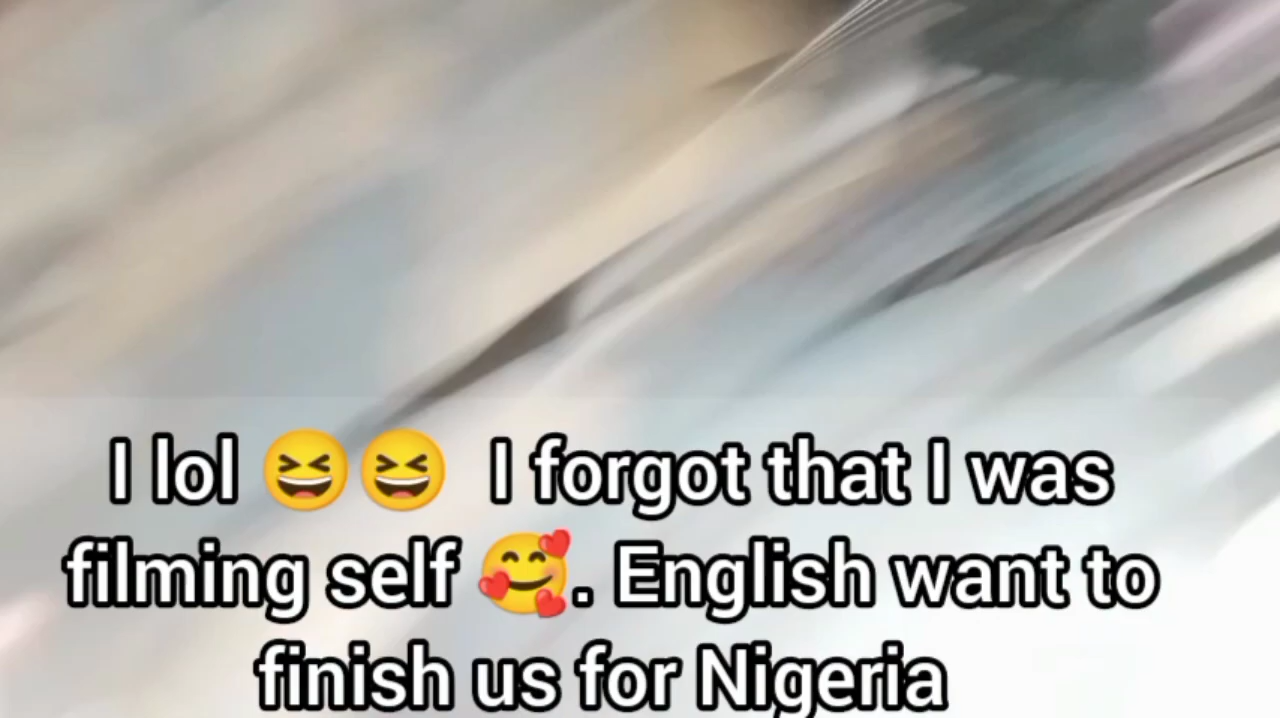 I lol 😆😆 I forgot that I was
filming self 🥰. English want to
finish us for Nigeria